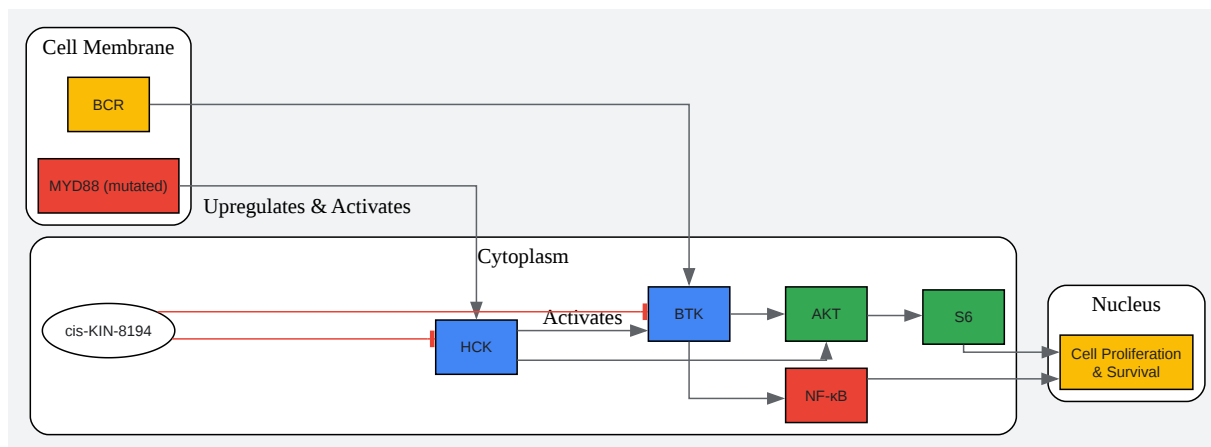 Cell Membrane
BCR
MYD88 (mutated)
Upregulates & Activates
Cytoplasm
cis-KIN-8194
HCK
Activates
BTK
AKT
S6
NF-κB
Nucleus
Cell Proliferation
& Survival